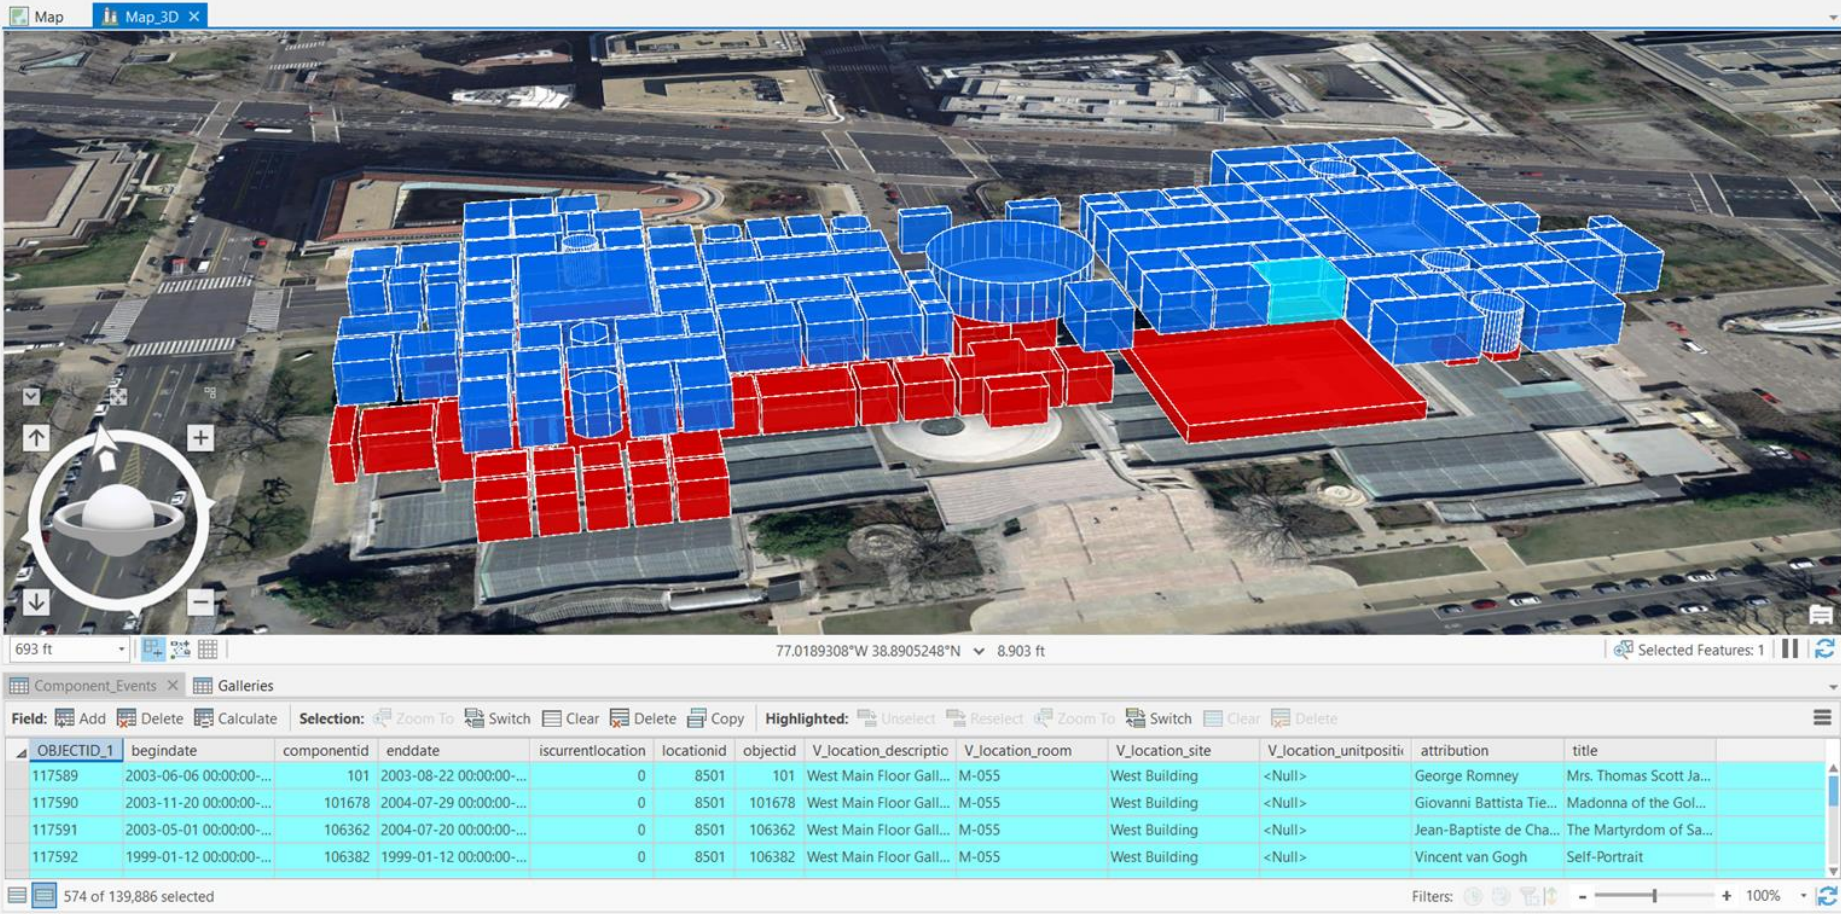 Map Map_3D
693 ft 77.0189308°W 38.8905248°N 8.903 ft Selected Features: 1
Component_Events Galleries
Field: Add Delete Calculate Selection: Zoom To Switch Clear Delete Copy Highlighted: Unselect Reselect Zoom To Switch Clear Delete
OBJECTID_1 begindate componentid enddate iscurrentlocation locationid objectid V_location_descriptio V_location_room V_location_site V_location_unitpositi attribution title
117589 2003-06-06 00:00:00-... 101 2003-08-22 00:00:00-... 0 8501 101 West Main Floor Gall... M-055 West Building <Null> George Romney Mrs. Thomas Scott Ja...
117590 2003-11-20 00:00:00-... 101678 2004-07-29 00:00:00-... 0 8501 101678 West Main Floor Gall... M-055 West Building <Null> Giovanni Battista Tie... Madonna of the Gol...
117591 2003-05-01 00:00:00-... 106362 2004-07-20 00:00:00-... 0 8501 106362 West Main Floor Gall... M-055 West Building <Null> Jean-Baptiste de Cha... The Martyrdom of Sa...
117592 1999-01-12 00:00:00-... 106382 1999-01-12 00:00:00-... 0 8501 106382 West Main Floor Gall... M-055 West Building <Null> Vincent van Gogh Self-Portrait
574 of 139,886 selected Filters: - + 100%